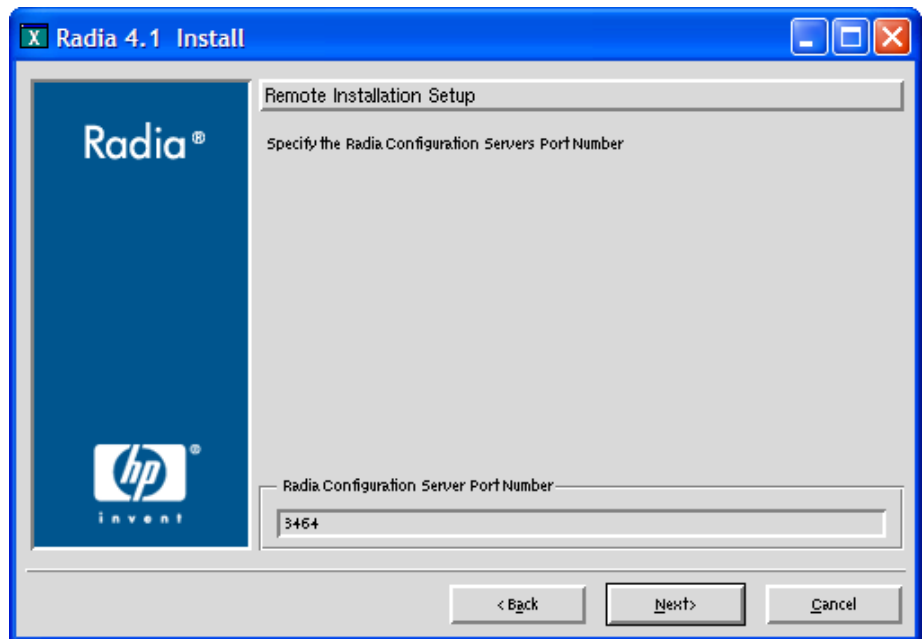 X Radia 4.1 Install
Remote Installation Setup
Radia®
Specify the Radia Configuration Servers Port Number
hp®
invent
Radia Configuration Server Port Number
3464
< Back
Next>
Cancel